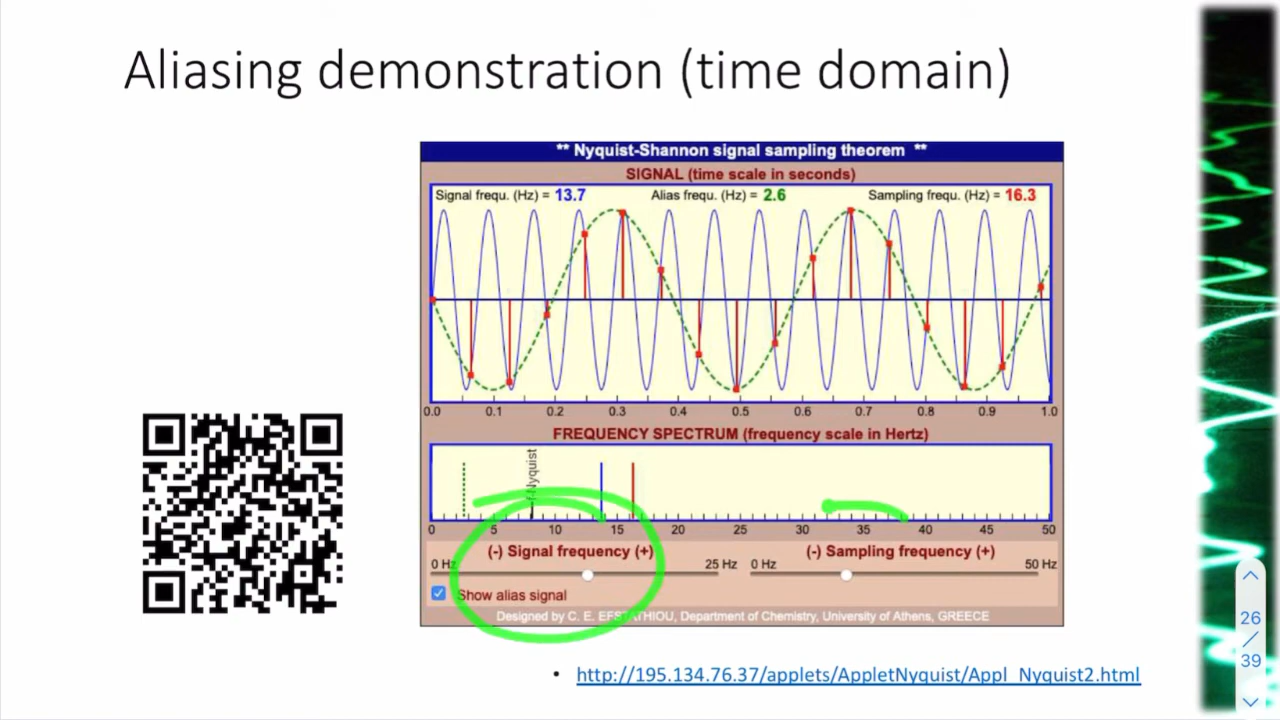 Aliasing demonstration (time domain)
** Nyquist-Shannon signal sampling theorem **
SIGNAL (time scale in seconds)
Signal frequ. (Hz) = 13.7 Alias frequ. (Hz) = 2.6 Sampling frequ. (Hz) = 16.3
0.0 0.1 0.2 0.3 0.4 0.5 0.6 0.7 0.8 0.9 1.0
FREQUENCY SPECTRUM (frequency scale in Hertz)
f-Nyquist
0 5 10 15 20 25 30 35 40 45 50
(-) Signal frequency (+) (-) Sampling frequency (+)
0 Hz 25 Hz 0 Hz 50 Hz
Show alias signal
Designed by C. E. EFSTATHIOU, Department of Chemistry, University of Athens, GREECE
• http://195.134.76.37/applets/AppletNyquist/Appl_Nyquist2.html
26
/
39